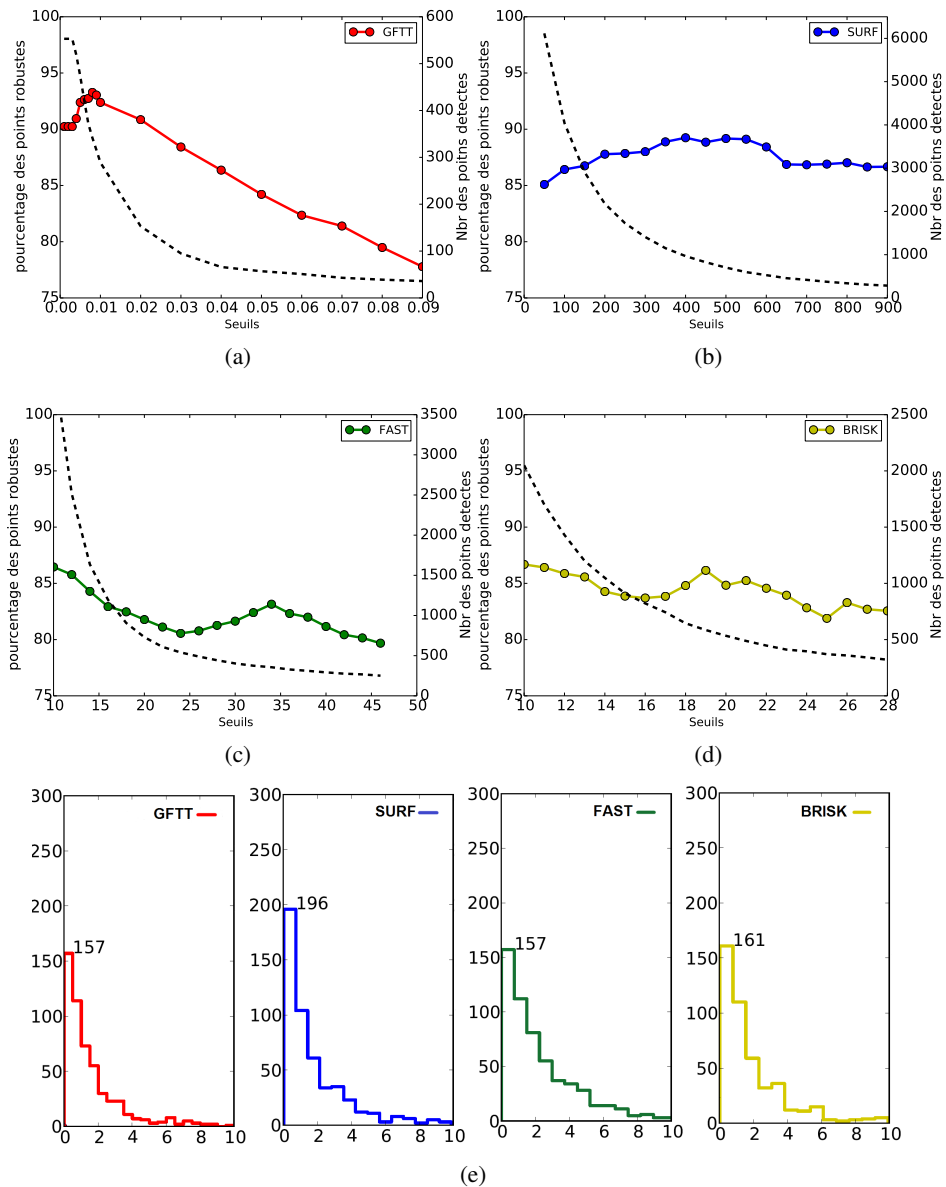 GFTT
pourcentage des points robustes
100
95
90
85
80
75
600
500
400
300
200
100
0
Nbr des poitns detectes
0.00 0.01 0.02 0.03 0.04 0.05 0.06 0.07 0.08 0.09
Seuils
(a)
SURF
pourcentage des points robustes
100
95
90
85
80
75
6000
5000
4000
3000
2000
1000
0
Nbr des poitns detectes
0 100 200 300 400 500 600 700 800 900
Seuils
(b)
FAST
pourcentage des points robustes
100
95
90
85
80
75
3500
3000
2500
2000
1500
1000
500
0
Nbr des poitns detectes
10 15 20 25 30 35 40 45 50
Seuils
(c)
BRISK
pourcentage des points robustes
100
95
90
85
80
75
2500
2000
1500
1000
500
0
Nbr des poitns detectes
10 12 14 16 18 20 22 24 26 28
Seuils
(d)
GFTT
300
250
200
150
100
50
0
157
0 2 4 6 8 10
SURF
300
250
200
150
100
50
0
196
0 2 4 6 8 10
FAST
300
250
200
150
100
50
0
157
0 2 4 6 8 10
BRISK
300
250
200
150
100
50
0
161
0 2 4 6 8 10
(e)